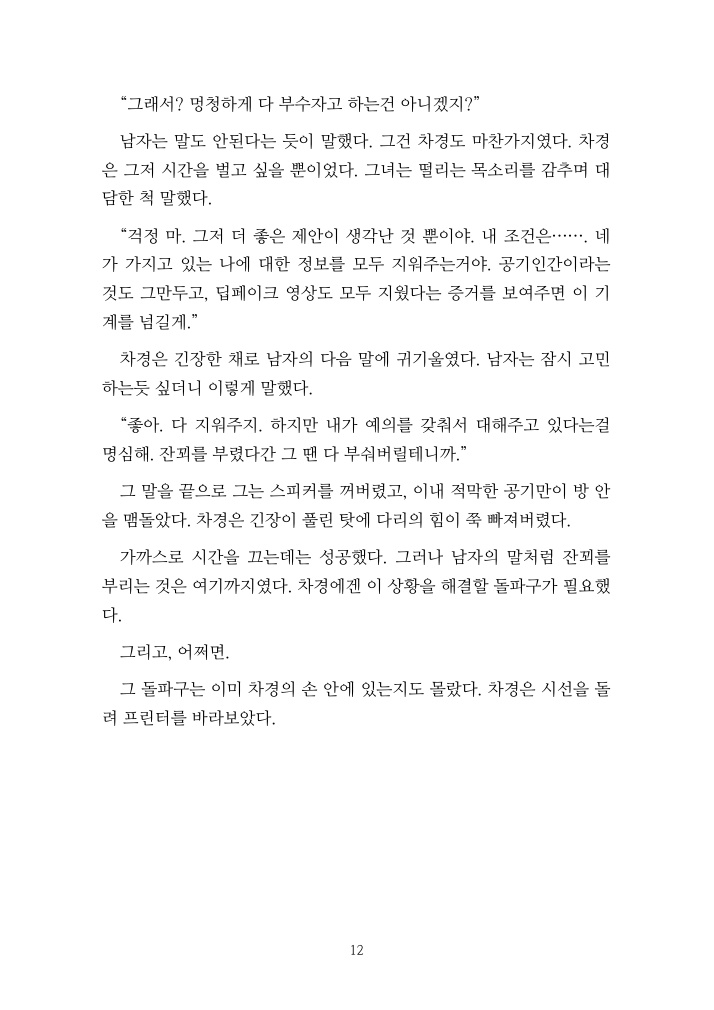 “그래서? 멍청하게 다 부수자고 하는건 아니겠지?”
남자는 말도 안된다는 듯이 말했다. 그건 차경도 마찬가지였다. 차경
은 그저 시간을 벌고 싶을 뿐이었다. 그녀는 떨리는 목소리를 감추며 대
담한 척 말했다.
“걱정 마. 그저 더 좋은 제안이 생각난 것 뿐이야. 내 조건은……. 네
가 가지고 있는 나에 대한 정보를 모두 지워주는거야. 공기인간이라는
것도 그만두고, 딥페이크 영상도 모두 지웠다는 증거를 보여주면 이 기
계를 넘길게.”
차경은 긴장한 채로 남자의 다음 말에 귀기울였다. 남자는 잠시 고민
하는듯 싶더니 이렇게 말했다.
“좋아. 다 지워주지. 하지만 내가 예의를 갖춰서 대해주고 있다는걸
명심해. 잔꾀를 부렸다간 그 땐 다 부숴버릴테니까.”
그 말을 끝으로 그는 스피커를 꺼버렸고, 이내 적막한 공기만이 방 안
을 맴돌았다. 차경은 긴장이 풀린 탓에 다리의 힘이 쭉 빠져버렸다.
가까스로 시간을 끄는데는 성공했다. 그러나 남자의 말처럼 잔꾀를
부리는 것은 여기까지였다. 차경에겐 이 상황을 해결할 돌파구가 필요했
다.
그리고, 어쩌면.
그 돌파구는 이미 차경의 손 안에 있는지도 몰랐다. 차경은 시선을 돌
려 프린터를 바라보았다.
12